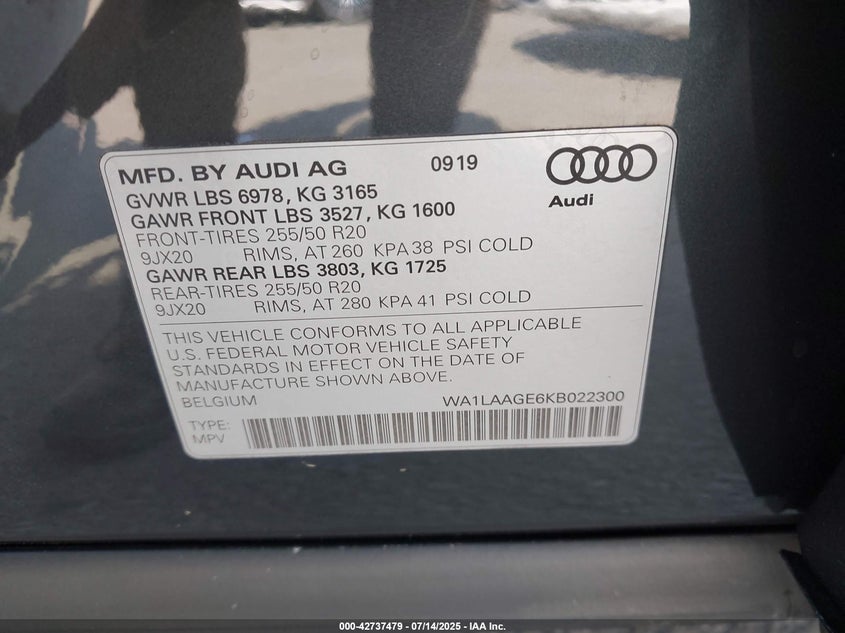 MFD. BY AUDI AG 0919
GVWR LBS 6978, KG 3165
GAWR FRONT LBS 3527, KG 1600
FRONT-TIRES 255/50 R20
9JX20 RIMS, AT 260 KPA 38 PSI COLD
GAWR REAR LBS 3803, KG 1725
REAR-TIRES 255/50 R20
9JX20 RIMS, AT 280 KPA 41 PSI COLD
Audi
THIS VEHICLE CONFORMS TO ALL APPLICABLE
U.S. FEDERAL MOTOR VEHICLE SAFETY
STANDARDS IN EFFECT ON THE DATE OF
MANUFACTURE SHOWN ABOVE.
BELGIUM WA1LAAGE6KB022300
TYPE:
MPV
000-42737479 - 07/14/2025 - IAA Inc.